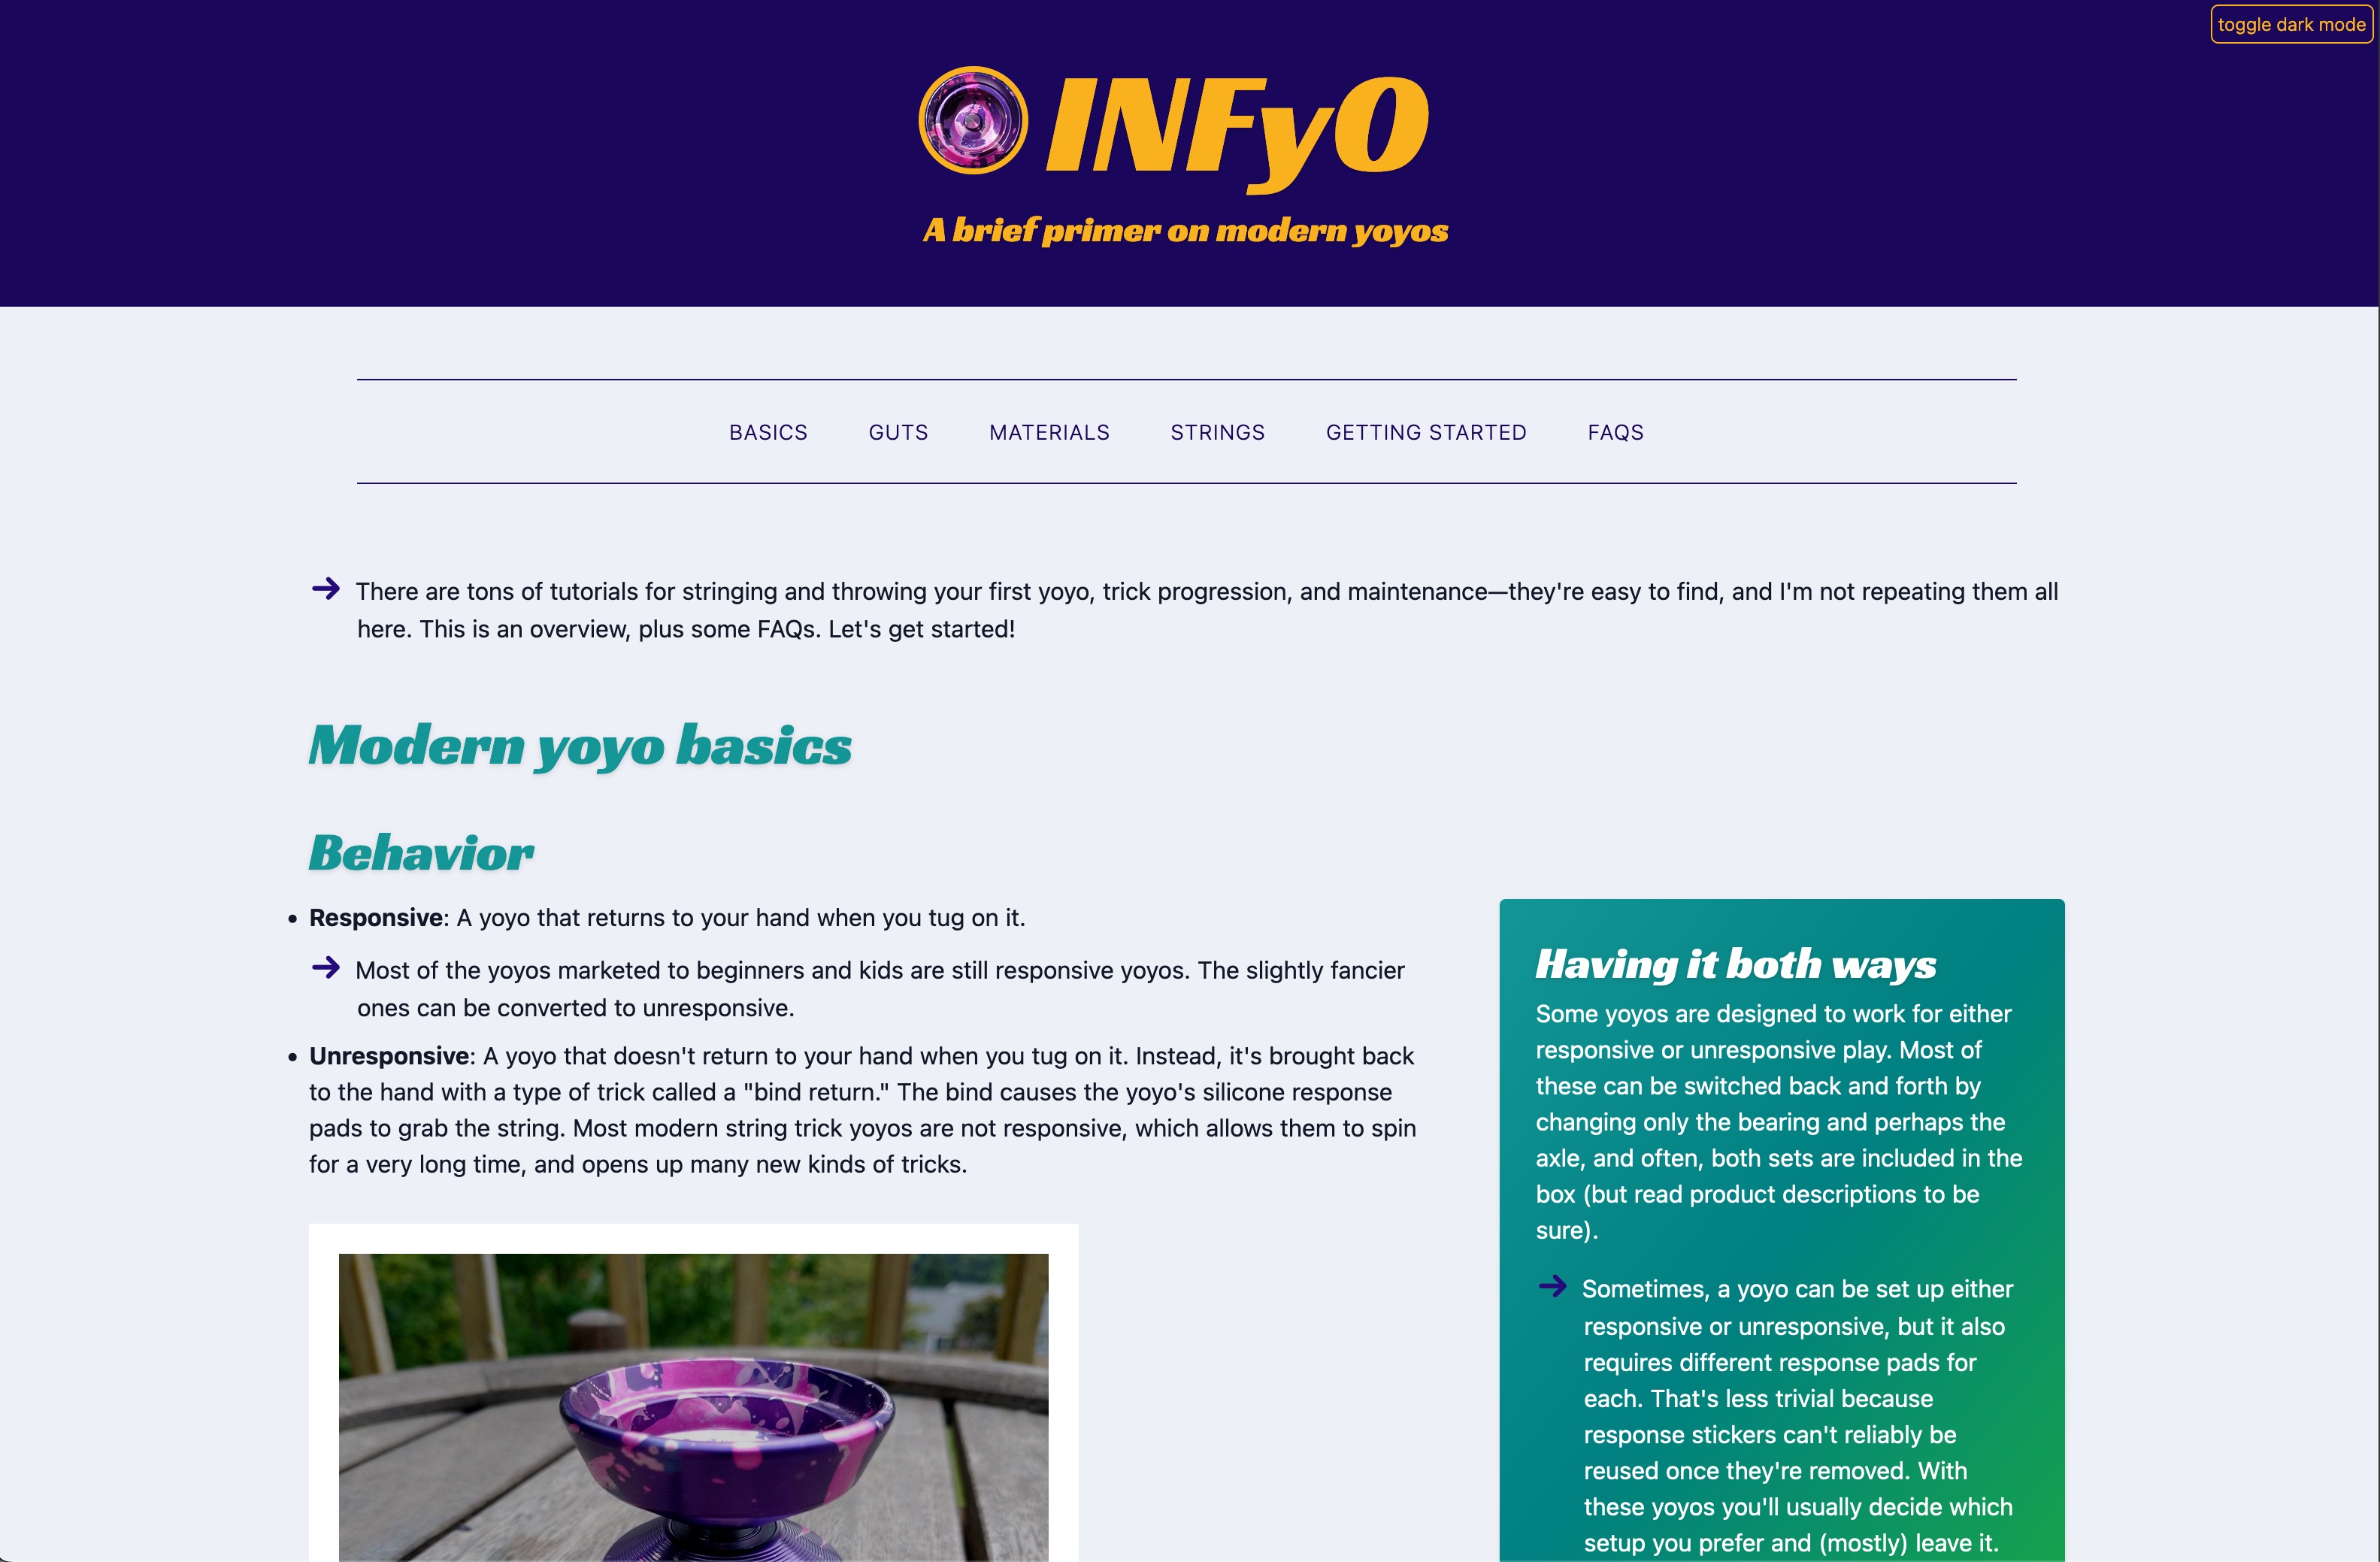 toggle dark mode
INFyO
A brief primer on modern yoyos
BASICS GUTS MATERIALS STRINGS GETTING STARTED FAQS
There are tons of tutorials for stringing and throwing your first yoyo, trick progression, and maintenance—they're easy to find, and I'm not repeating them all
here. This is an overview, plus some FAQs. Let's get started!
Modern yoyo basics
Behavior
Responsive: A yoyo that returns to your hand when you tug on it.
Most of the yoyos marketed to beginners and kids are still responsive yoyos. The slightly fancier
ones can be converted to unresponsive.
Unresponsive: A yoyo that doesn't return to your hand when you tug on it. Instead, it's brought back
to the hand with a type of trick called a "bind return." The bind causes the yoyo's silicone response
pads to grab the string. Most modern string trick yoyos are not responsive, which allows them to spin
for a very long time, and opens up many new kinds of tricks.
Having it both ways
Some yoyos are designed to work for either
responsive or unresponsive play. Most of
these can be switched back and forth by
changing only the bearing and perhaps the
axle, and often, both sets are included in the
box (but read product descriptions to be
sure).
Sometimes, a yoyo can be set up either
responsive or unresponsive, but it also
requires different response pads for
each. That's less trivial because
response stickers can't reliably be
reused once they're removed. With
these yoyos you'll usually decide which
setup you prefer and (mostly) leave it.